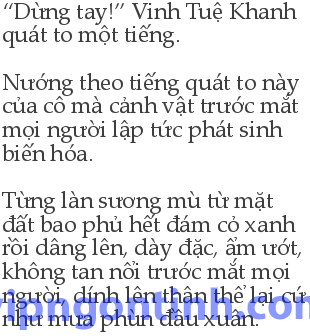 “Dừng tay!” Vinh Tuệ Khanh
quát to một tiếng.
Nướng theo tiếng quát to này
của cô mà cảnh vật trước mắt
mọi người lập tức phát sinh
biến hóa.
Từng làn sương mù từ mặt
đất bao phủ hết đám cỏ xanh
rồi dâng lên, dày đặc, ẩm ướt,
không tan nổi trước mắt mọi
người, dính lên thân thể lại cứ
như mưa phùn đầu xuân.
vipngontinh.com